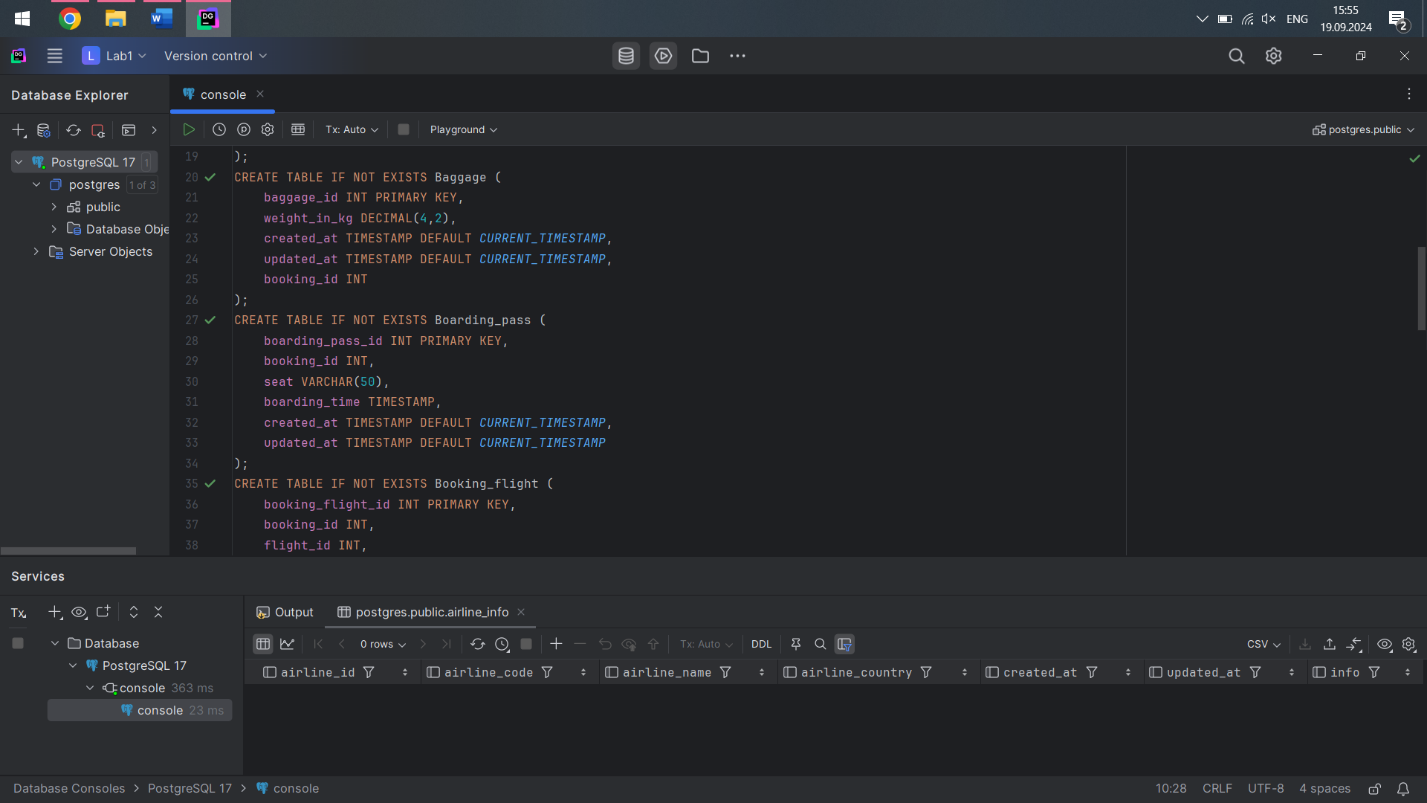 15:55
ENG
19.09.2024
2
DG
L Lab1
Version control
Database Explorer
console
Tx: Auto
Playground
postgres.public
PostgreSQL 17 1
postgres 1 of 3
public
Database Obje
Server Objects
19 );
20 CREATE TABLE IF NOT EXISTS Baggage (
21 baggage_id INT PRIMARY KEY,
22 weight_in_kg DECIMAL(4,2),
23 created_at TIMESTAMP DEFAULT CURRENT_TIMESTAMP,
24 updated_at TIMESTAMP DEFAULT CURRENT_TIMESTAMP,
25 booking_id INT
26 );
27 CREATE TABLE IF NOT EXISTS Boarding_pass (
28 boarding_pass_id INT PRIMARY KEY,
29 booking_id INT,
30 seat VARCHAR(50),
31 boarding_time TIMESTAMP,
32 created_at TIMESTAMP DEFAULT CURRENT_TIMESTAMP,
33 updated_at TIMESTAMP DEFAULT CURRENT_TIMESTAMP
34 );
35 CREATE TABLE IF NOT EXISTS Booking_flight (
36 booking_flight_id INT PRIMARY KEY,
37 booking_id INT,
38 flight_id INT,
Services
Tx
Database
PostgreSQL 17
console 363 ms
console 23 ms
Output
postgres.public.airline_info
0 rows
Tx: Auto
DDL
CSV
airline_id airline_code airline_name airline_country created_at updated_at info
Database Consoles > PostgreSQL 17 > console
10:28 CRLF UTF-8 4 spaces